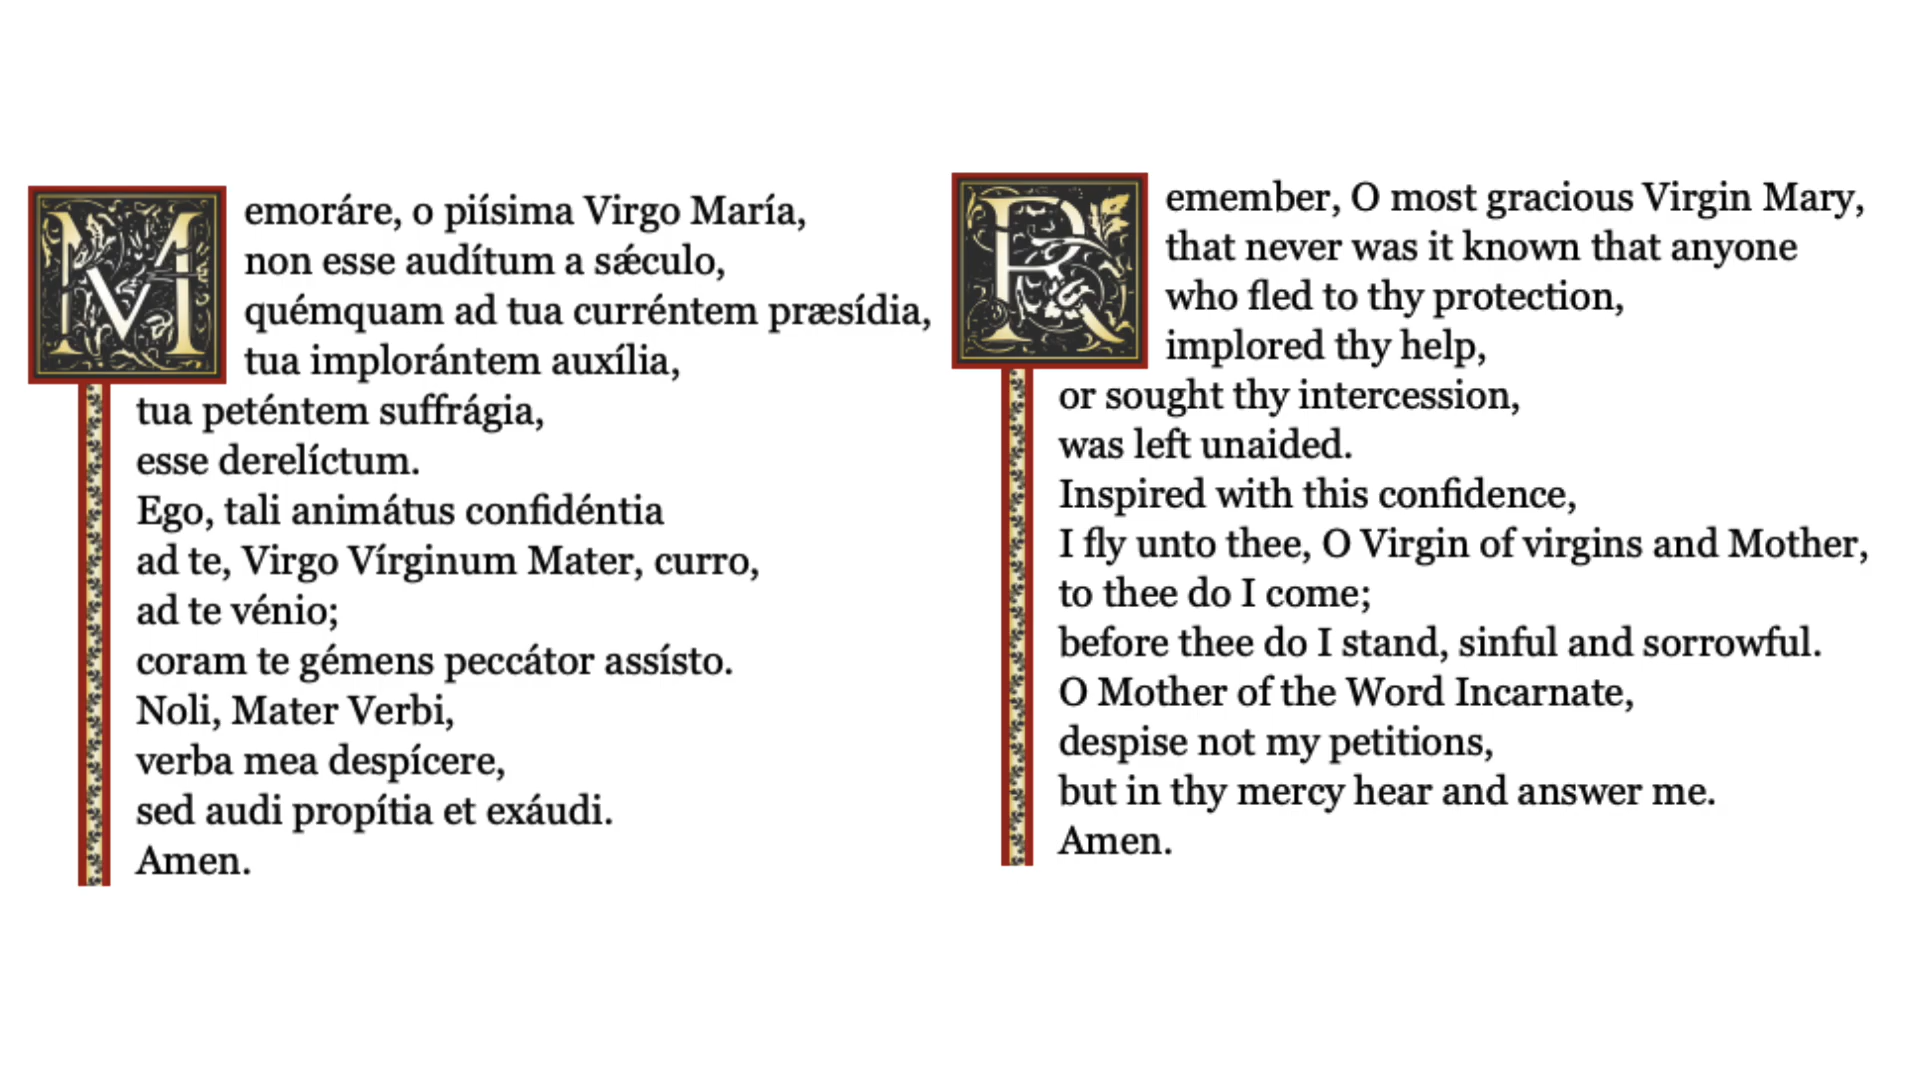 Memoráre, o piísima Virgo María,
non esse audítum a sǽculo,
quémquam ad tua curréntem præsídia,
tua implorántem auxília,
tua peténtem suffrágia,
esse derelíctum.
Ego, tali animátus confidéntia
ad te, Virgo Vírginum Mater, curro,
ad te vénio;
coram te gémens peccátor assísto.
Noli, Mater Verbi,
verba mea despícere,
sed audi propítia et exáudi.
Amen.
Remember, O most gracious Virgin Mary,
that never was it known that anyone
who fled to thy protection,
implored thy help,
or sought thy intercession,
was left unaided.
Inspired with this confidence,
I fly unto thee, O Virgin of virgins and Mother,
to thee do I come;
before thee do I stand, sinful and sorrowful.
O Mother of the Word Incarnate,
despise not my petitions,
but in thy mercy hear and answer me.
Amen.